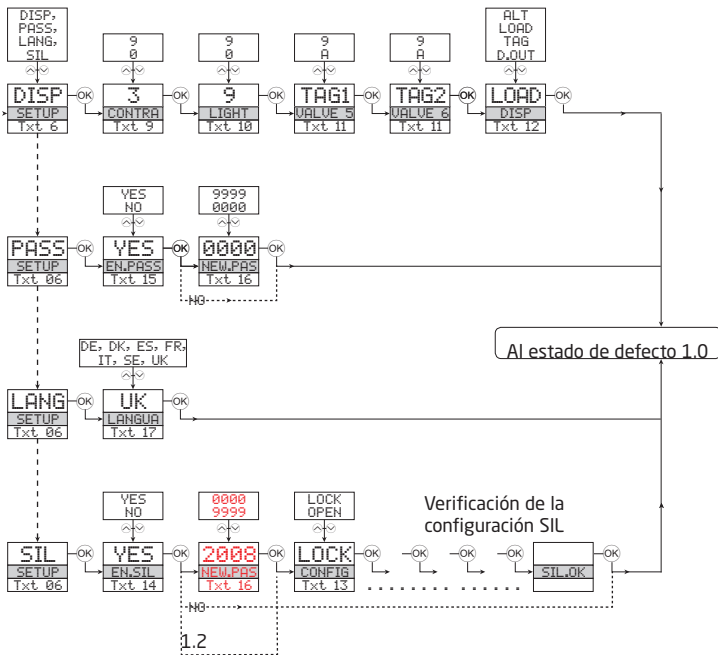 DISP,
PASS,
LANG,
SIL
9
0
9
0
9
A
9
A
ALT
LOAD
TAG
D.OUT
DISP
SETUP
Txt 6
OK
3
CONTRA
Txt 9
OK
9
LIGHT
Txt 10
OK
TAG1
VALVE 5
Txt 11
OK
TAG2
VALVE 6
Txt 11
OK
LOAD
DISP
Txt 12
OK
YES
NO
9999
0000
PASS
SETUP
Txt 06
OK
YES
EN.PASS
Txt 15
OK
0000
NEW.PAS
Txt 16
OK
NO
Al estado de defecto 1.0
DE, DK, ES, FR,
IT, SE, UK
LANG
SETUP
Txt 06
OK
UK
LANGUA
Txt 17
OK
YES
NO
0000
9999
LOCK
OPEN
Verificación de la
configuración SIL
SIL
SETUP
Txt 06
OK
YES
EN.SIL
Txt 14
OK
2008
NEW.PAS
Txt 16
OK
LOCK
CONFIG
Txt 13
OK
OK
OK
OK
SIL.OK
OK
NO
1.2